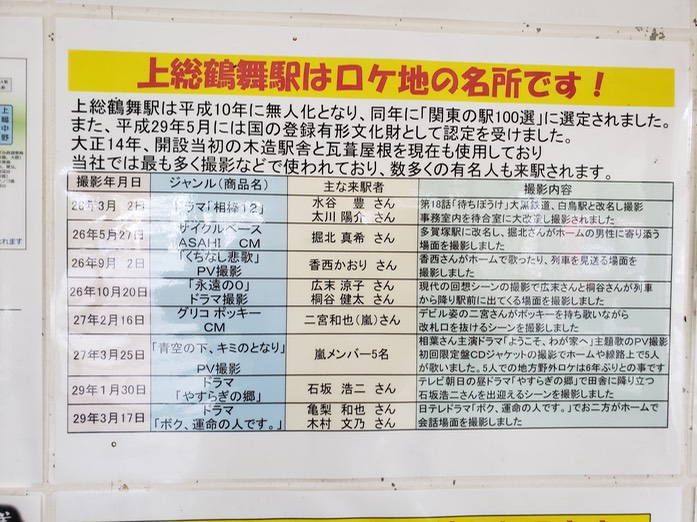 上総鶴舞駅はロケ地の名所です！
上総鶴舞駅は平成10年に無人化となり、同年に「関東の駅100選」に選定されました。
また、平成29年5月には国の登録有形文化財として認定を受けました。
大正14年、開設当初の木造駅舎と瓦葺屋根を現在も使用しており
当社では最も多く撮影などで使われており、数多くの有名人も来駅されます。
撮影年月日 ジャンル（商品名） 主な来駅者 撮影内容
26年3月 2日 ドラマ「相棒12」 水谷 豊 さん 太川 陽介 さん 第18話「待ちぼうけ」大黒鉄道、白鳥駅と改名し撮影
事務室内を待合室に大改造し撮影されました
26年5月27日 サイクルベース ASAHI CM 掘北 真希 さん 多賀塚駅に改名し、掘北さんがホームの男性に寄り添う
場面を撮影しました
26年9月 2日 「くちなし悲歌」 PV撮影 香西かおり さん 香西さんがホームで歌ったり、列車を見送る場面を
撮影しました
26年10月20日 「永遠の0」 ドラマ撮影 広末 涼子 さん 桐谷 健太 さん 現代の回想シーンの撮影で広末さんと桐谷さんが列車
から降り駅前に出てくる場面を撮影されました
27年2月16日 グリコ ポッキー CM 二宮和也（嵐）さん デビル姿の二宮さんがポッキーを持ち歌いながら
改札口を抜けるシーンを撮影しました
27年3月25日 「青空の下、キミのとなり」 PV撮影 嵐メンバー5名 相葉さん主演ドラマ「ようこそ、わが家へ」主題歌のPV撮影
初回限定盤CDジャケットの撮影でホームや線路上で5人
が歌いました。5人での地方野外ロケは6年ぶりとの事です
29年1月30日 ドラマ 「やすらぎの郷」 石坂 浩二 さん テレビ朝日の昼ドラマ「やすらぎの郷」で田舎に降り立つ
石坂浩二さんを出迎えるシーンを撮影しました
29年3月17日 ドラマ 「ボク、運命の人です。」 亀梨 和也 さん 木村 文乃 さん 日テレドラマ「ボク、運命の人です。」でお二方がホームで
会話場面を撮影しました
上総中野